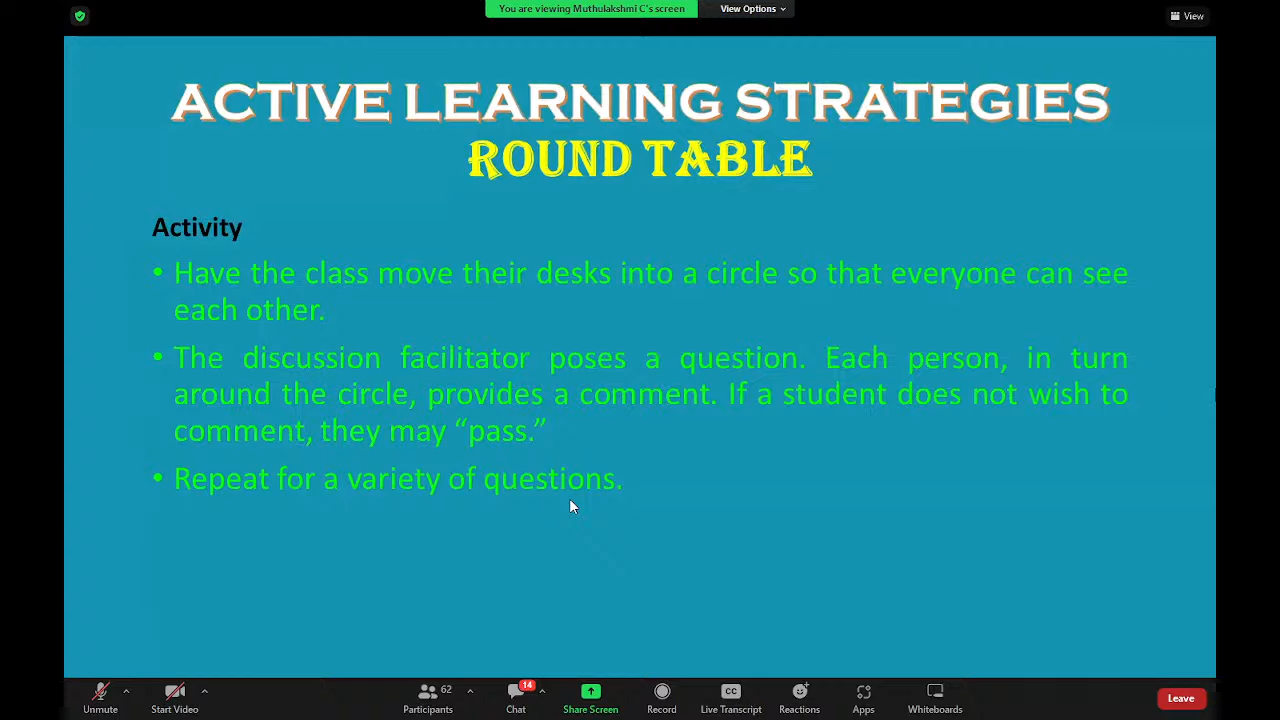 You are viewing Muthulakshmi C's screen
View Options
View
ACTIVE LEARNING STRATEGIES
ROUND TABLE
Activity
• Have the class move their desks into a circle so that everyone can see
each other.
• The discussion facilitator poses a question. Each person, in turn
around the circle, provides a comment. If a student does not wish to
comment, they may “pass.”
• Repeat for a variety of questions.
Unmute
Start Video
62
Participants
14
Chat
Share Screen
Record
CC
Live Transcript
Reactions
Apps
Whiteboards
Leave